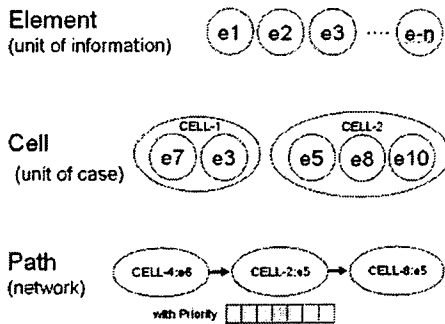 Element
(unit of information)
e1 e2 e3 ..... e-n
Cell
(unit of case)
CELL-1
e7 e3
CELL-2
e5 e8 e10
Path
(network)
CELL-4:e6 CELL-2:e5 CELL-8:e5
with Priority